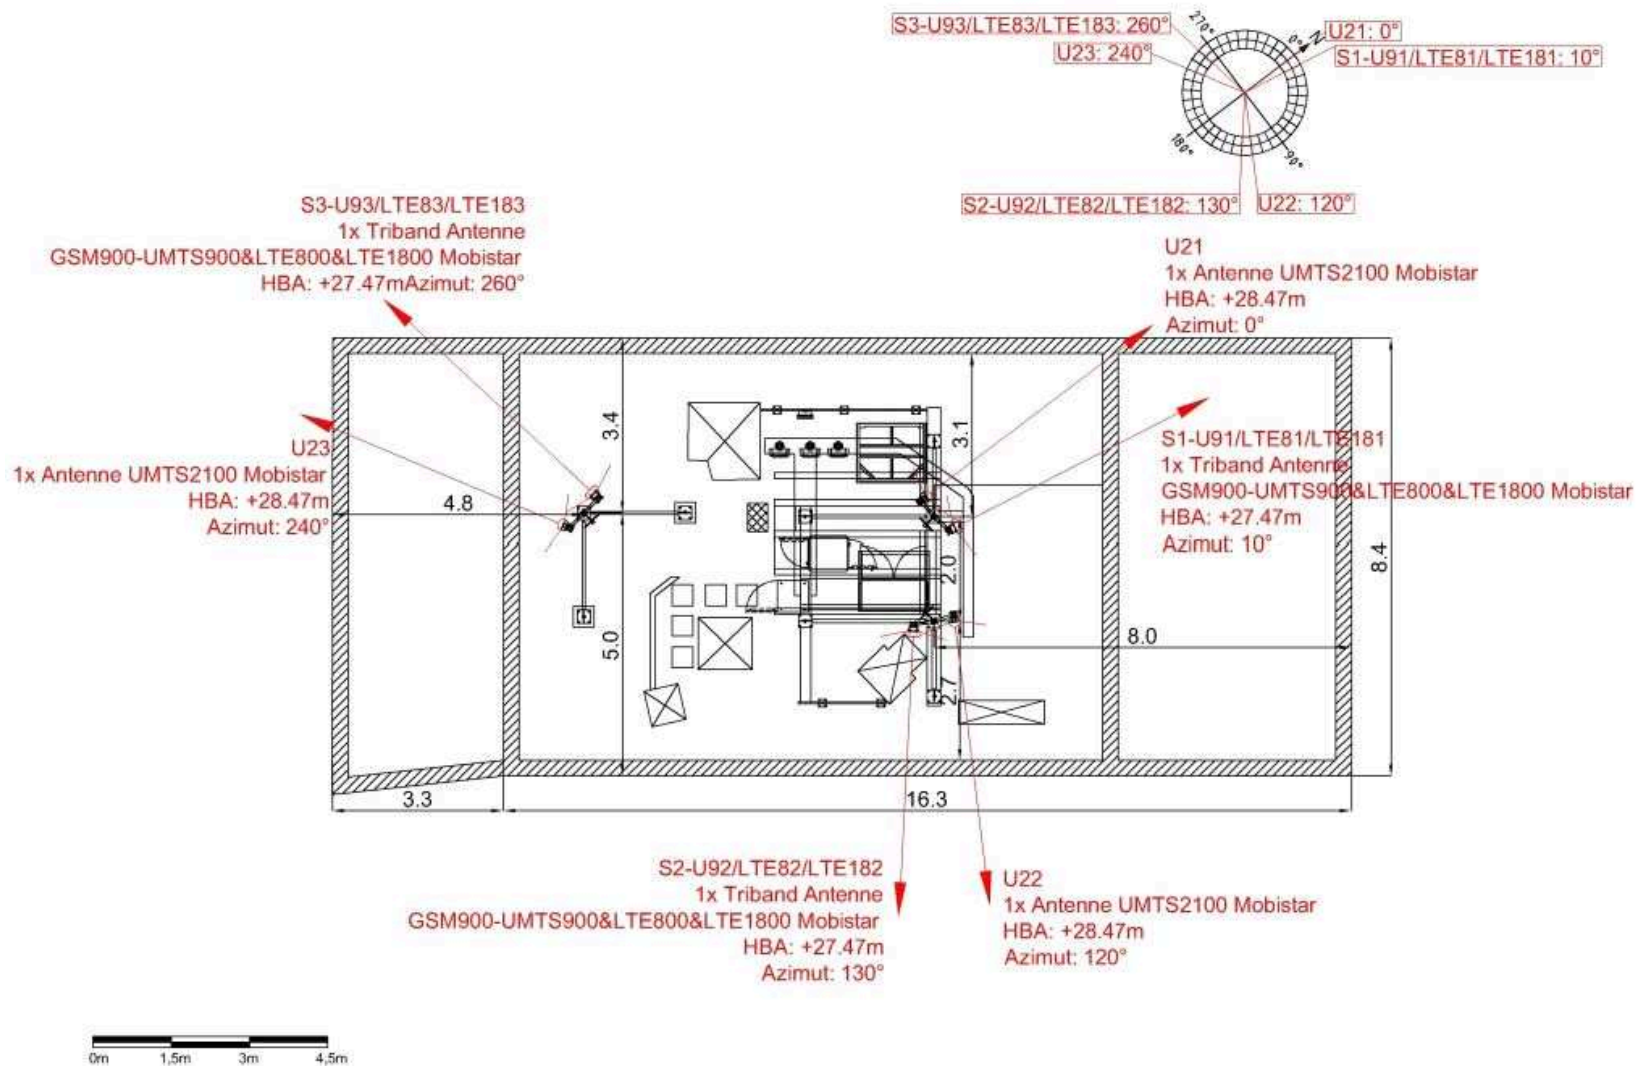 S3-U93/LTE83/LTE183: 260°
U23: 240°
270°
0°
N
U21: 0°
S1-U91/LTE81/LTE181: 10°
180°
90°
S2-U92/LTE82/LTE182: 130°
U22: 120°
S3-U93/LTE83/LTE183
1x Triband Antenne
GSM900-UMTS900&LTE800&LTE1800 Mobistar
HBA: +27.47mAzimut: 260°
U21
1x Antenne UMTS2100 Mobistar
HBA: +28.47m
Azimut: 0°
U23
1x Antenne UMTS2100 Mobistar
HBA: +28.47m
Azimut: 240°
S1-U91/LTE81/LTE181
1x Triband Antenne
GSM900-UMTS900&LTE800&LTE1800 Mobistar
HBA: +27.47m
Azimut: 10°
3.4
3.1
4.8
2.0
8.4
5.0
8.0
2.7
3.3
16.3
S2-U92/LTE82/LTE182
1x Triband Antenne
GSM900-UMTS900&LTE800&LTE1800 Mobistar
HBA: +27.47m
Azimut: 130°
U22
1x Antenne UMTS2100 Mobistar
HBA: +28.47m
Azimut: 120°
0m 1,5m 3m 4,5m